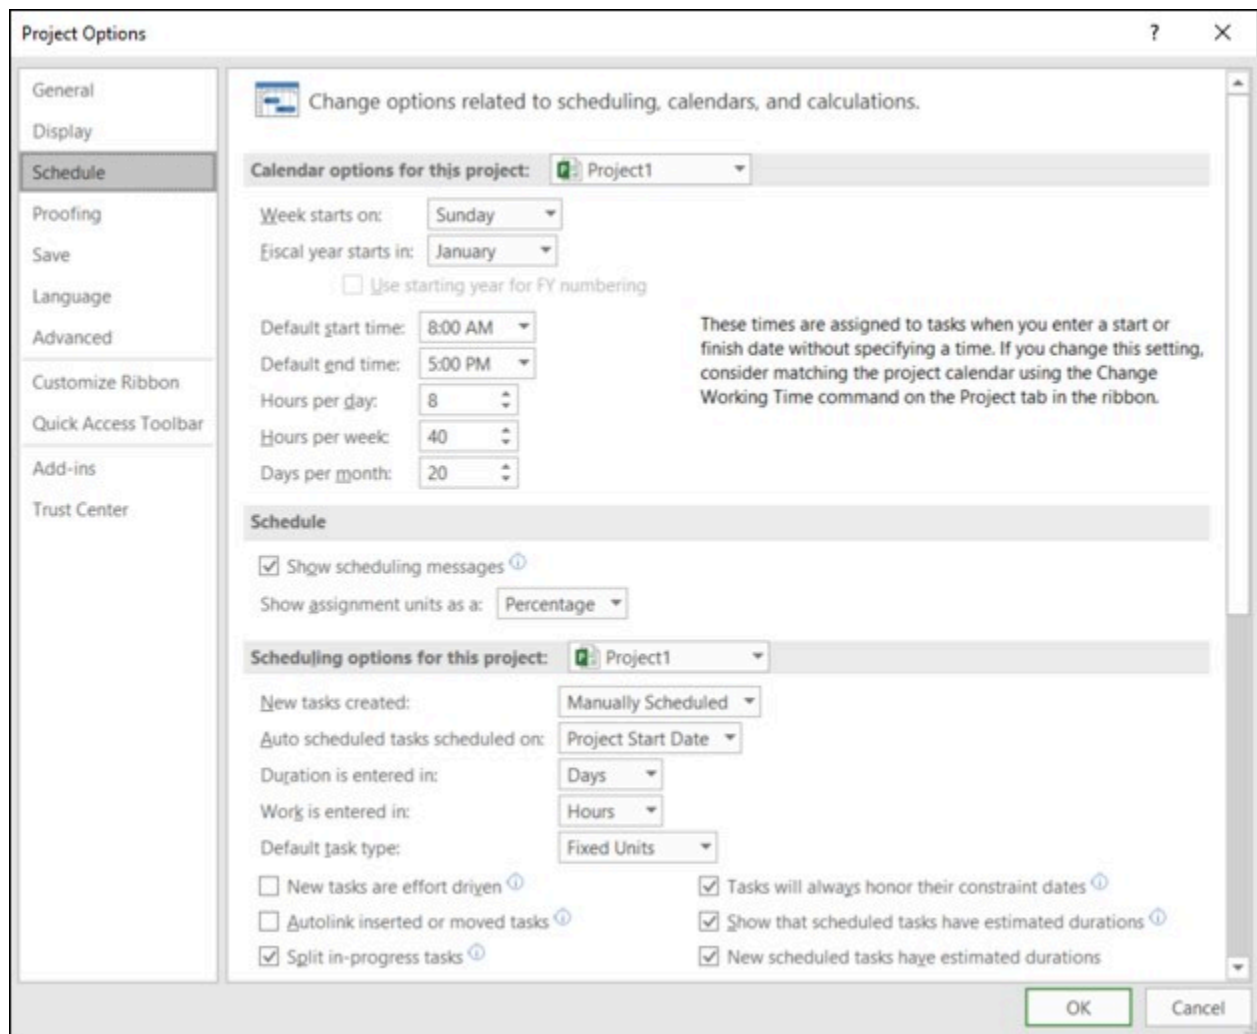 Project Options
?
General
Display
Schedule
Proofing
Save
Language
Advanced
Customize Ribbon
Quick Access Toolbar
Add-ins
Trust Center
Change options related to scheduling, calendars, and calculations.
Calendar options for this project: Project1
Week starts on: Sunday
Fiscal year starts in: January
Use starting year for FY numbering
Default start time: 8:00 AM
Default end time: 5:00 PM
Hours per day: 8
Hours per week: 40
Days per month: 20
These times are assigned to tasks when you enter a start or
finish date without specifying a time. If you change this setting,
consider matching the project calendar using the Change
Working Time command on the Project tab in the ribbon.
Schedule
Show scheduling messages
Show assignment units as a: Percentage
Scheduling options for this project: Project1
New tasks created: Manually Scheduled
Auto scheduled tasks scheduled on: Project Start Date
Duration is entered in: Days
Work is entered in: Hours
Default task type: Fixed Units
New tasks are effort driven
Autolink inserted or moved tasks
Split in-progress tasks
Tasks will always honor their constraint dates
Show that scheduled tasks have estimated durations
New scheduled tasks have estimated durations
OK
Cancel